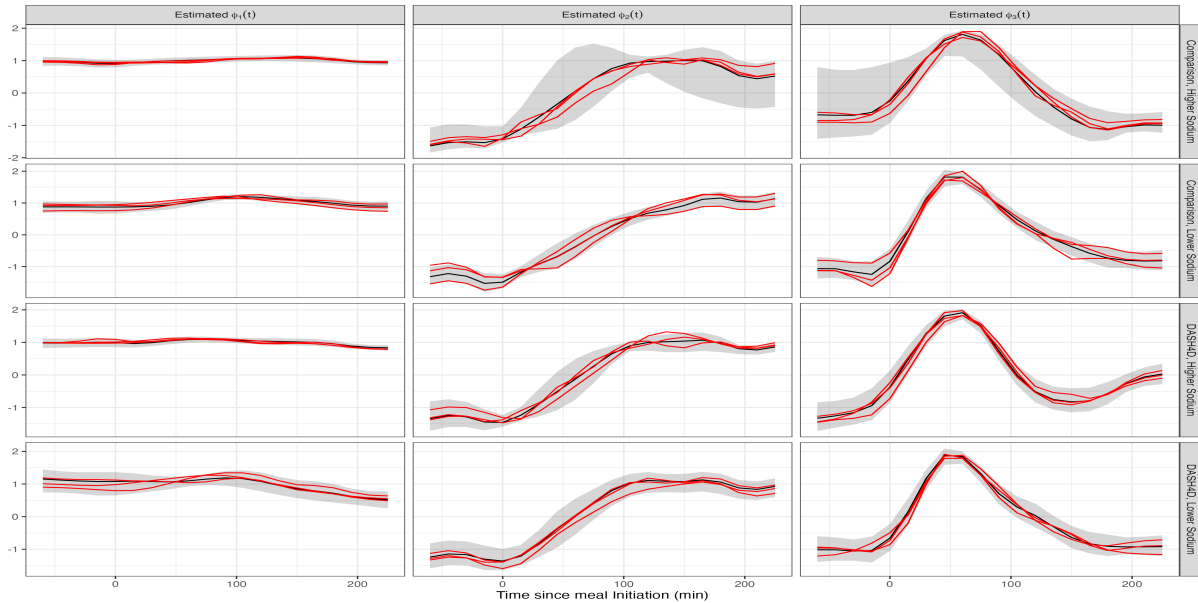 Estimated ϕ₁(t) Estimated ϕ₂(t) Estimated ϕ₃(t)
2
1
0
-1
-2
Comparison, Higher Sodium
2
1
0
-1
Comparison, Lower Sodium
2
1
0
-1
DASH4D, Higher Sodium
2
1
0
-1
DASH4D, Lower Sodium
0 100 200 0 100 200 0 100 200
Time since meal Initiation (min)